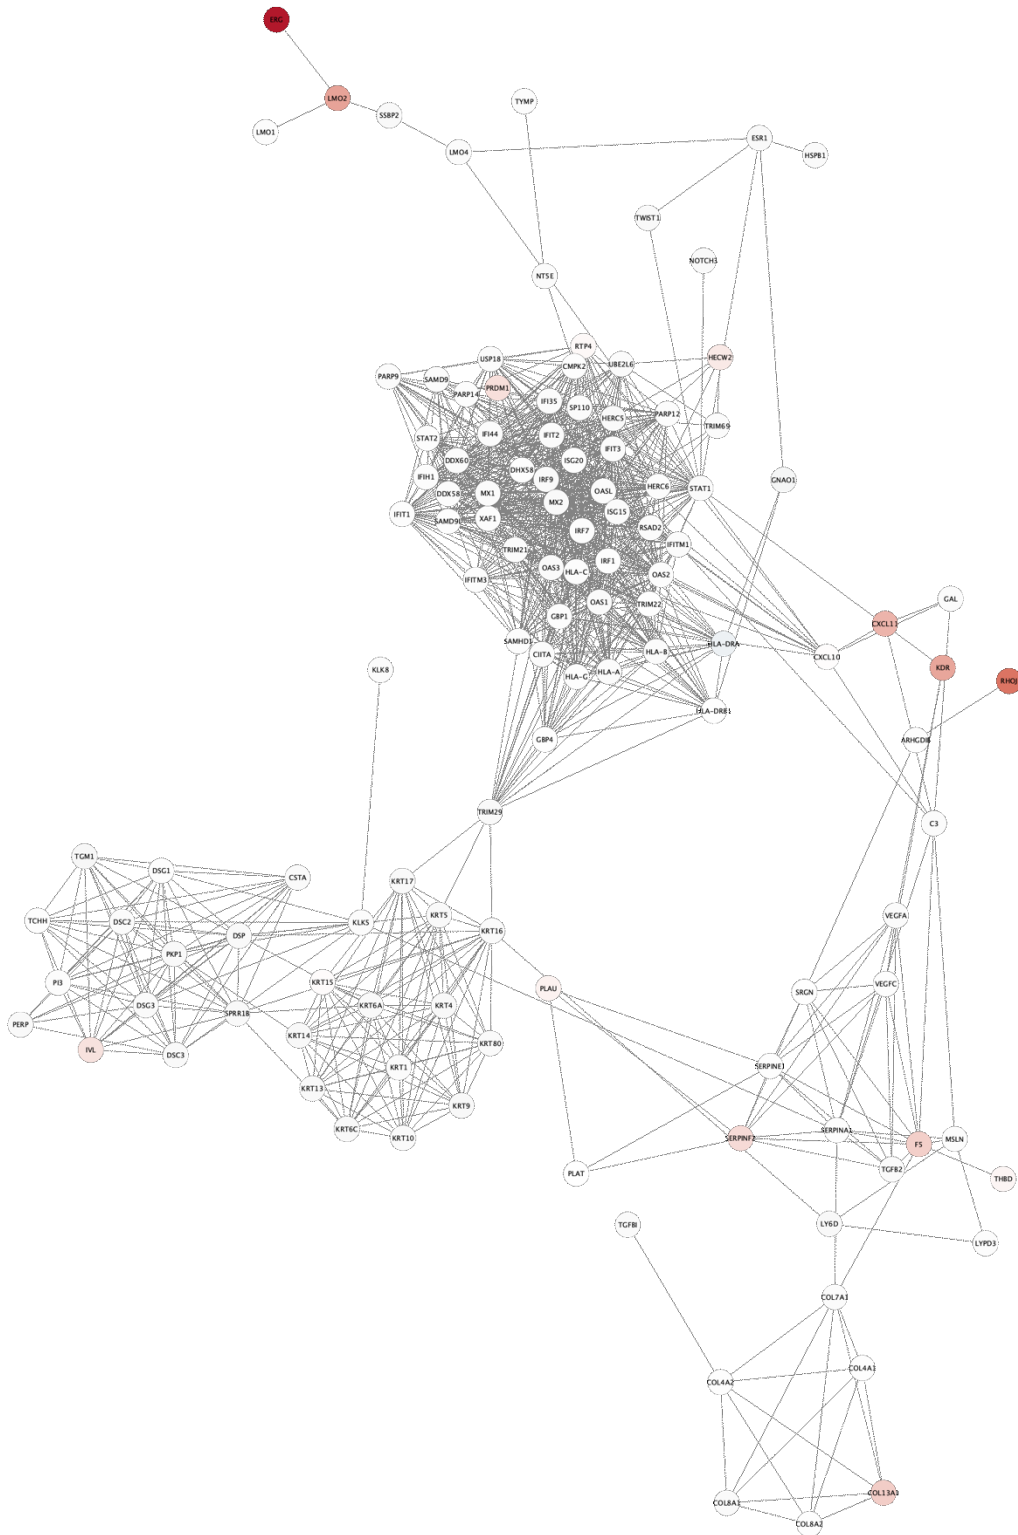 ERG
LMO2
SSBP2
TYMP
LMO1
LMO4
ESR1
HSPB1
TWIST1
NOTCH3
NT5E
RTP4
USP18
CMPK2
UBE2L6
HECW2
PARP9
SAMD9
PRDM1
PARP14
IFI35
SP110
HERC5
PARP12
TRIM69
STAT2
IFI44
IFIT2
IFIT3
DDX60
ISG20
DHX58
IFIH1
IRF9
GNAO1
DDX58
MX1
OASL
HERC6
STAT1
MX2
IFIT1
SAMD9L
XAF1
ISG15
RSAD2
IRF7
IFITM1
TRIM21
IRF1
OAS3
HLA-C
OAS2
IFITM3
OAS1
TRIM22
GBP1
GAL
CXCL11
SAMHD1
HLA-DRA
CIITA
HLA-B
CXCL10
KLK8
HLA-G
HLA-A
KDR
RHOJ
HLA-DRB1
GBP4
ARHGDIB
TRIM29
C3
TGM1
DSG1
CSTA
KRT17
TCHH
DSC2
KLK5
KRT5
KRT16
VEGFA
DSP
PKP1
PI3
KRT15
PLAU
SRGN
VEGFC
DSG3
SPRR1B
KRT6A
KRT4
PERP
IVL
DSC3
KRT14
KRT80
KRT1
SERPINE1
KRT13
KRT9
KRT6C
KRT10
SERPINF2
SERPINA1
F5
MSLN
PLAT
TGFB2
THBD
TGFBI
LY6D
LYPD3
COL7A1
COL4A2
COL4A1
COL8A1
COL13A1
COL8A2